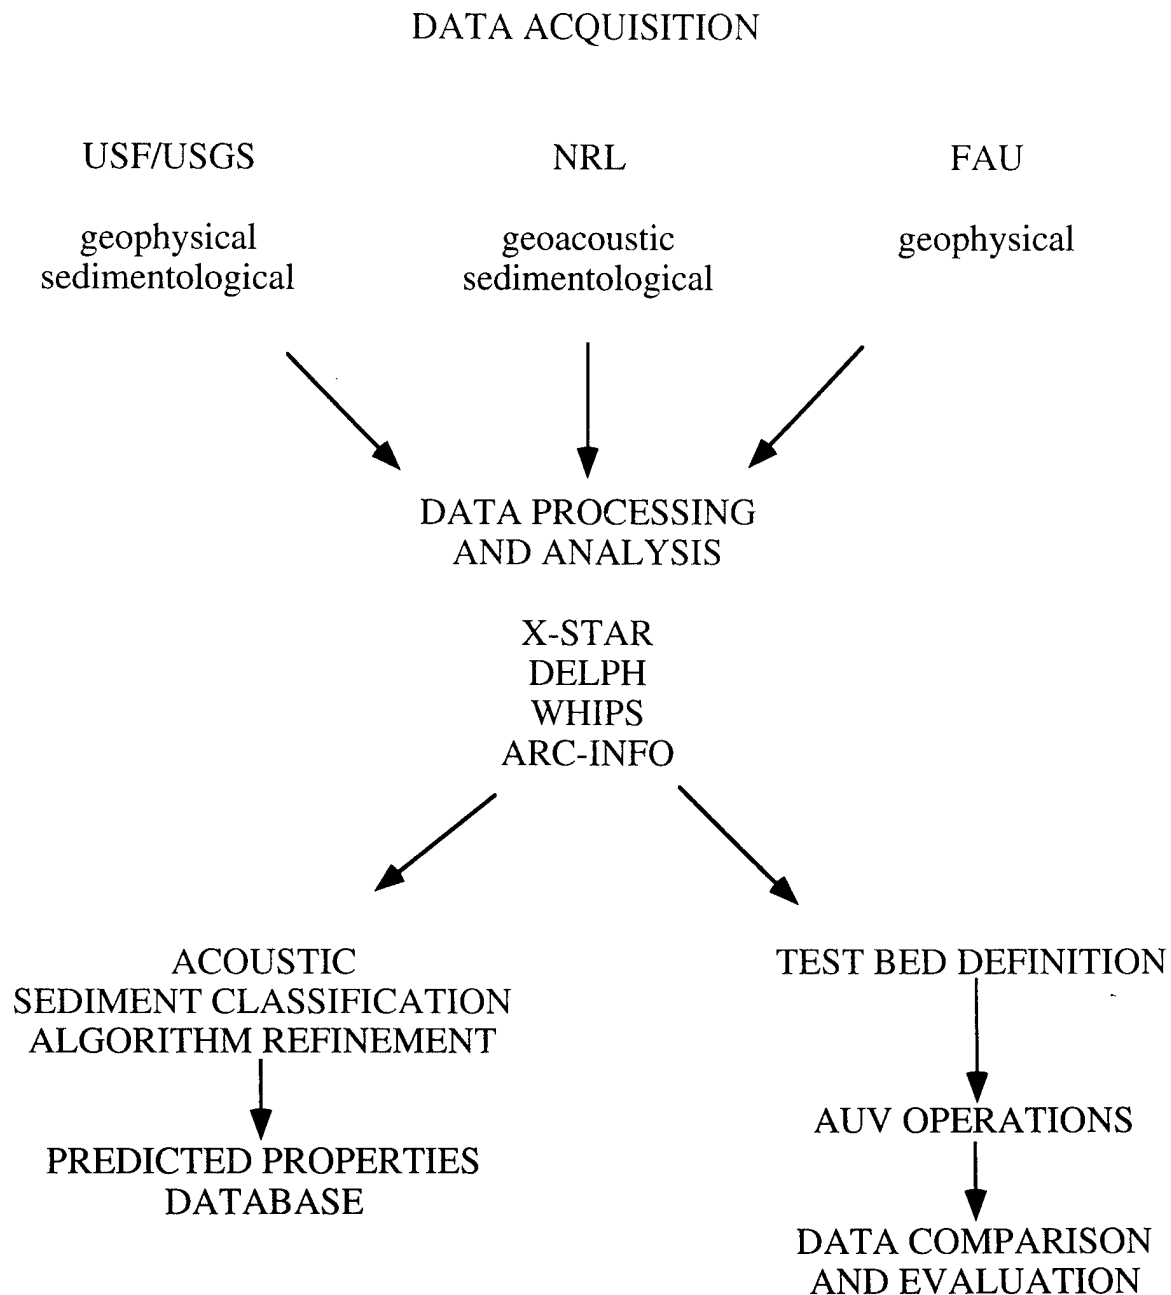 DATA ACQUISITION
USF/USGS
geophysical
sedimentological
NRL
geoacoustic
sedimentological
FAU
geophysical
DATA PROCESSING
AND ANALYSIS
X-STAR
DELPH
WHIPS
ARC-INFO
ACOUSTIC
SEDIMENT CLASSIFICATION
ALGORITHM REFINEMENT
PREDICTED PROPERTIES
DATABASE
TEST BED DEFINITION
AUV OPERATIONS
DATA COMPARISON
AND EVALUATION